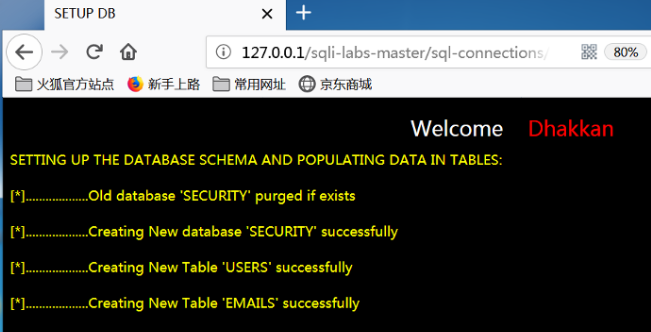 SETUP DB
127.0.0.1/sqli-labs-master/sql-connections/
80%
火狐官方站点 新手上路 常用网址 京东商城
Welcome Dhakkan
SETTING UP THE DATABASE SCHEMA AND POPULATING DATA IN TABLES:
[*]...................Old database 'SECURITY' purged if exists
[*]...................Creating New database 'SECURITY' successfully
[*]...................Creating New Table 'USERS' successfully
[*]...................Creating New Table 'EMAILS' successfully